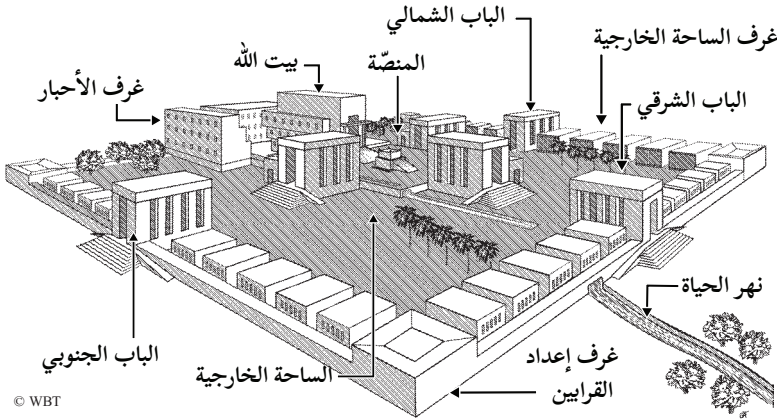 الباب الشمالي
غرف الساحة الخارجية
المنصّة
بيت الله
غرف الأحبار
الباب الشرقي
نهر الحياة
الباب الجنوبي
الساحة الخارجية
غرف إعداد
القرابين
© WBT